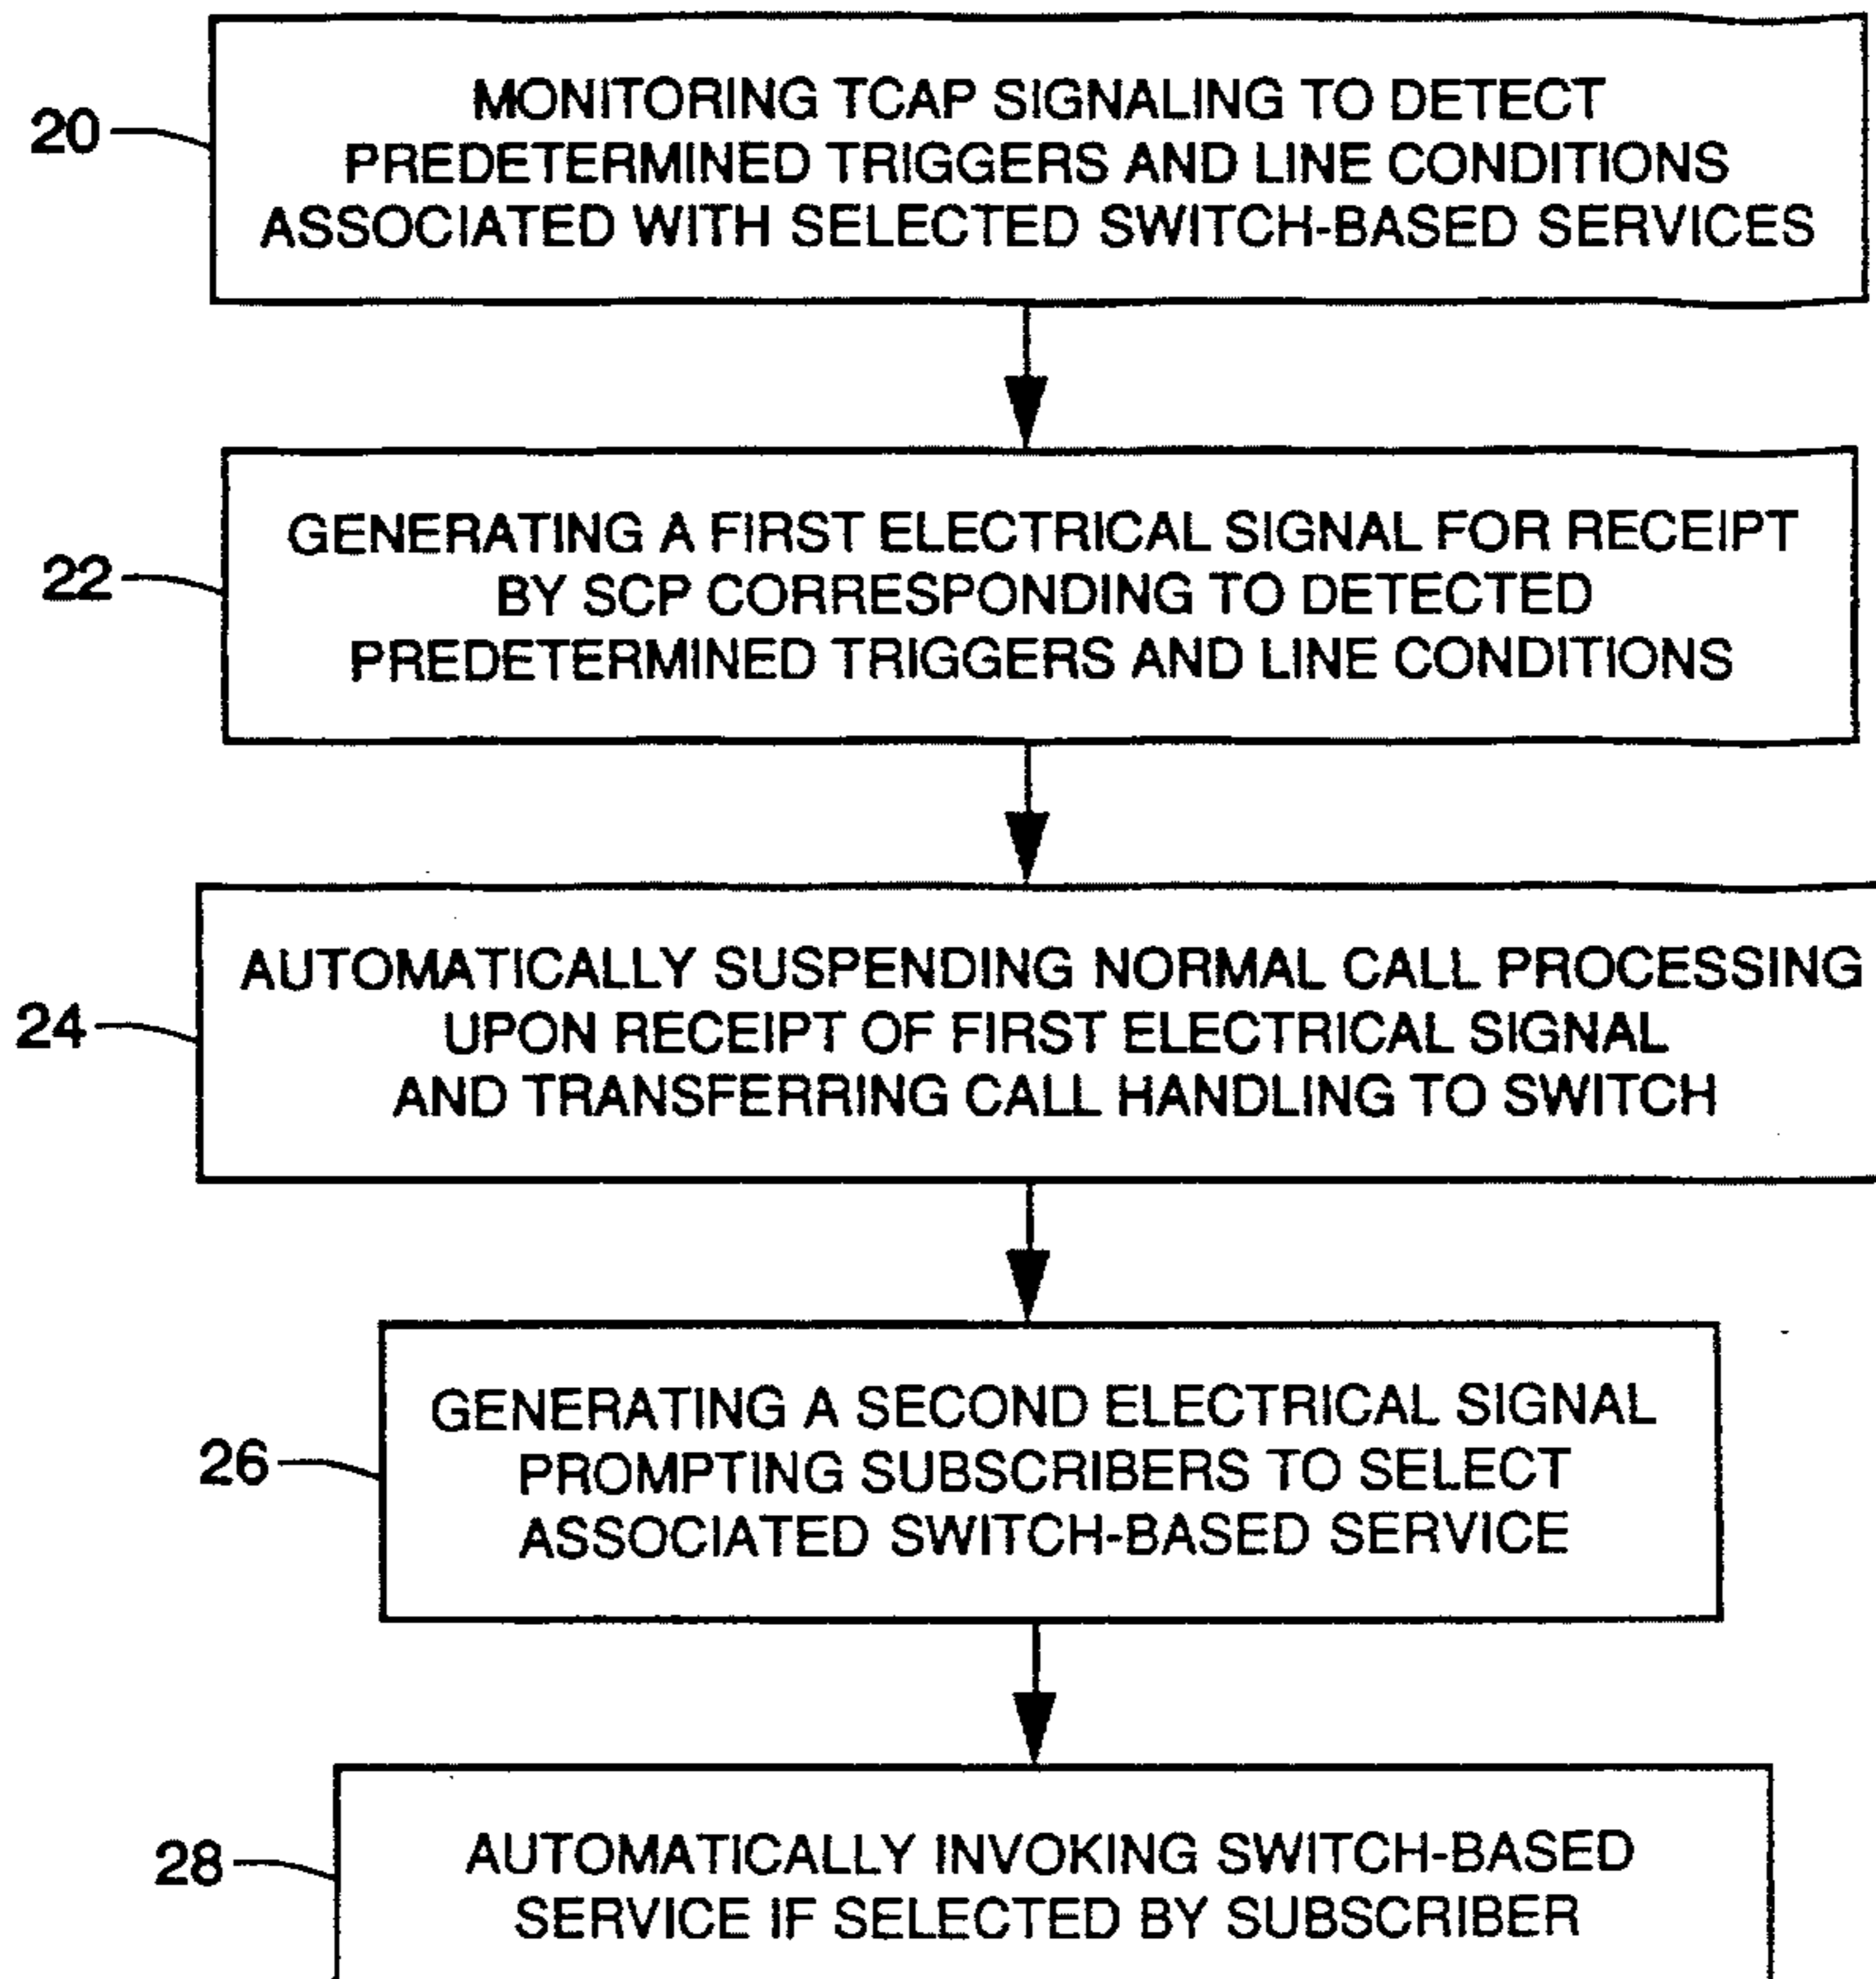 20
MONITORING TCAP SIGNALING TO DETECT
PREDETERMINED TRIGGERS AND LINE CONDITIONS
ASSOCIATED WITH SELECTED SWITCH-BASED SERVICES
22
GENERATING A FIRST ELECTRICAL SIGNAL FOR RECEIPT
BY SCP CORRESPONDING TO DETECTED
PREDETERMINED TRIGGERS AND LINE CONDITIONS
24
AUTOMATICALLY SUSPENDING NORMAL CALL PROCESSING
UPON RECEIPT OF FIRST ELECTRICAL SIGNAL
AND TRANSFERRING CALL HANDLING TO SWITCH
26
GENERATING A SECOND ELECTRICAL SIGNAL
PROMPTING SUBSCRIBERS TO SELECT
ASSOCIATED SWITCH-BASED SERVICE
28
AUTOMATICALLY INVOKING SWITCH-BASED
SERVICE IF SELECTED BY SUBSCRIBER